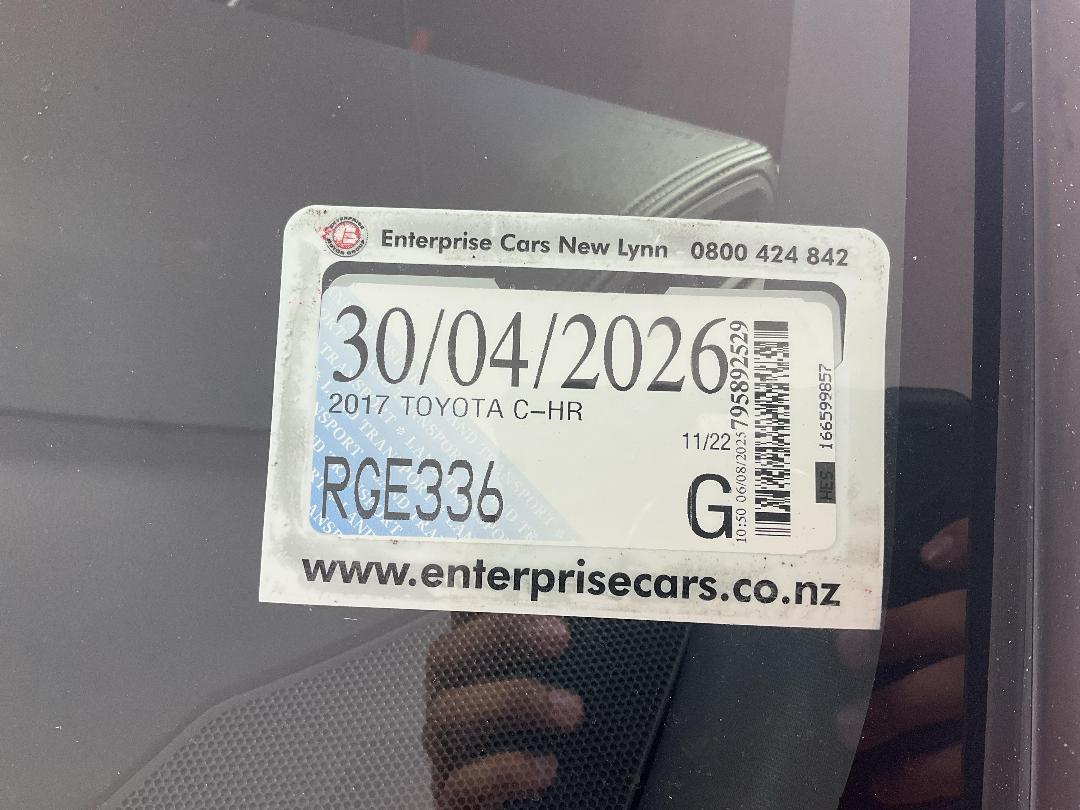 Enterprise Cars New Lynn 0800 424 842
30/04/2026
2017 TOYOTA C-HR
11/22
RGE336
G
10:50 06/08/2025 795892529
HES 166599857
www.enterprisecars.co.nz